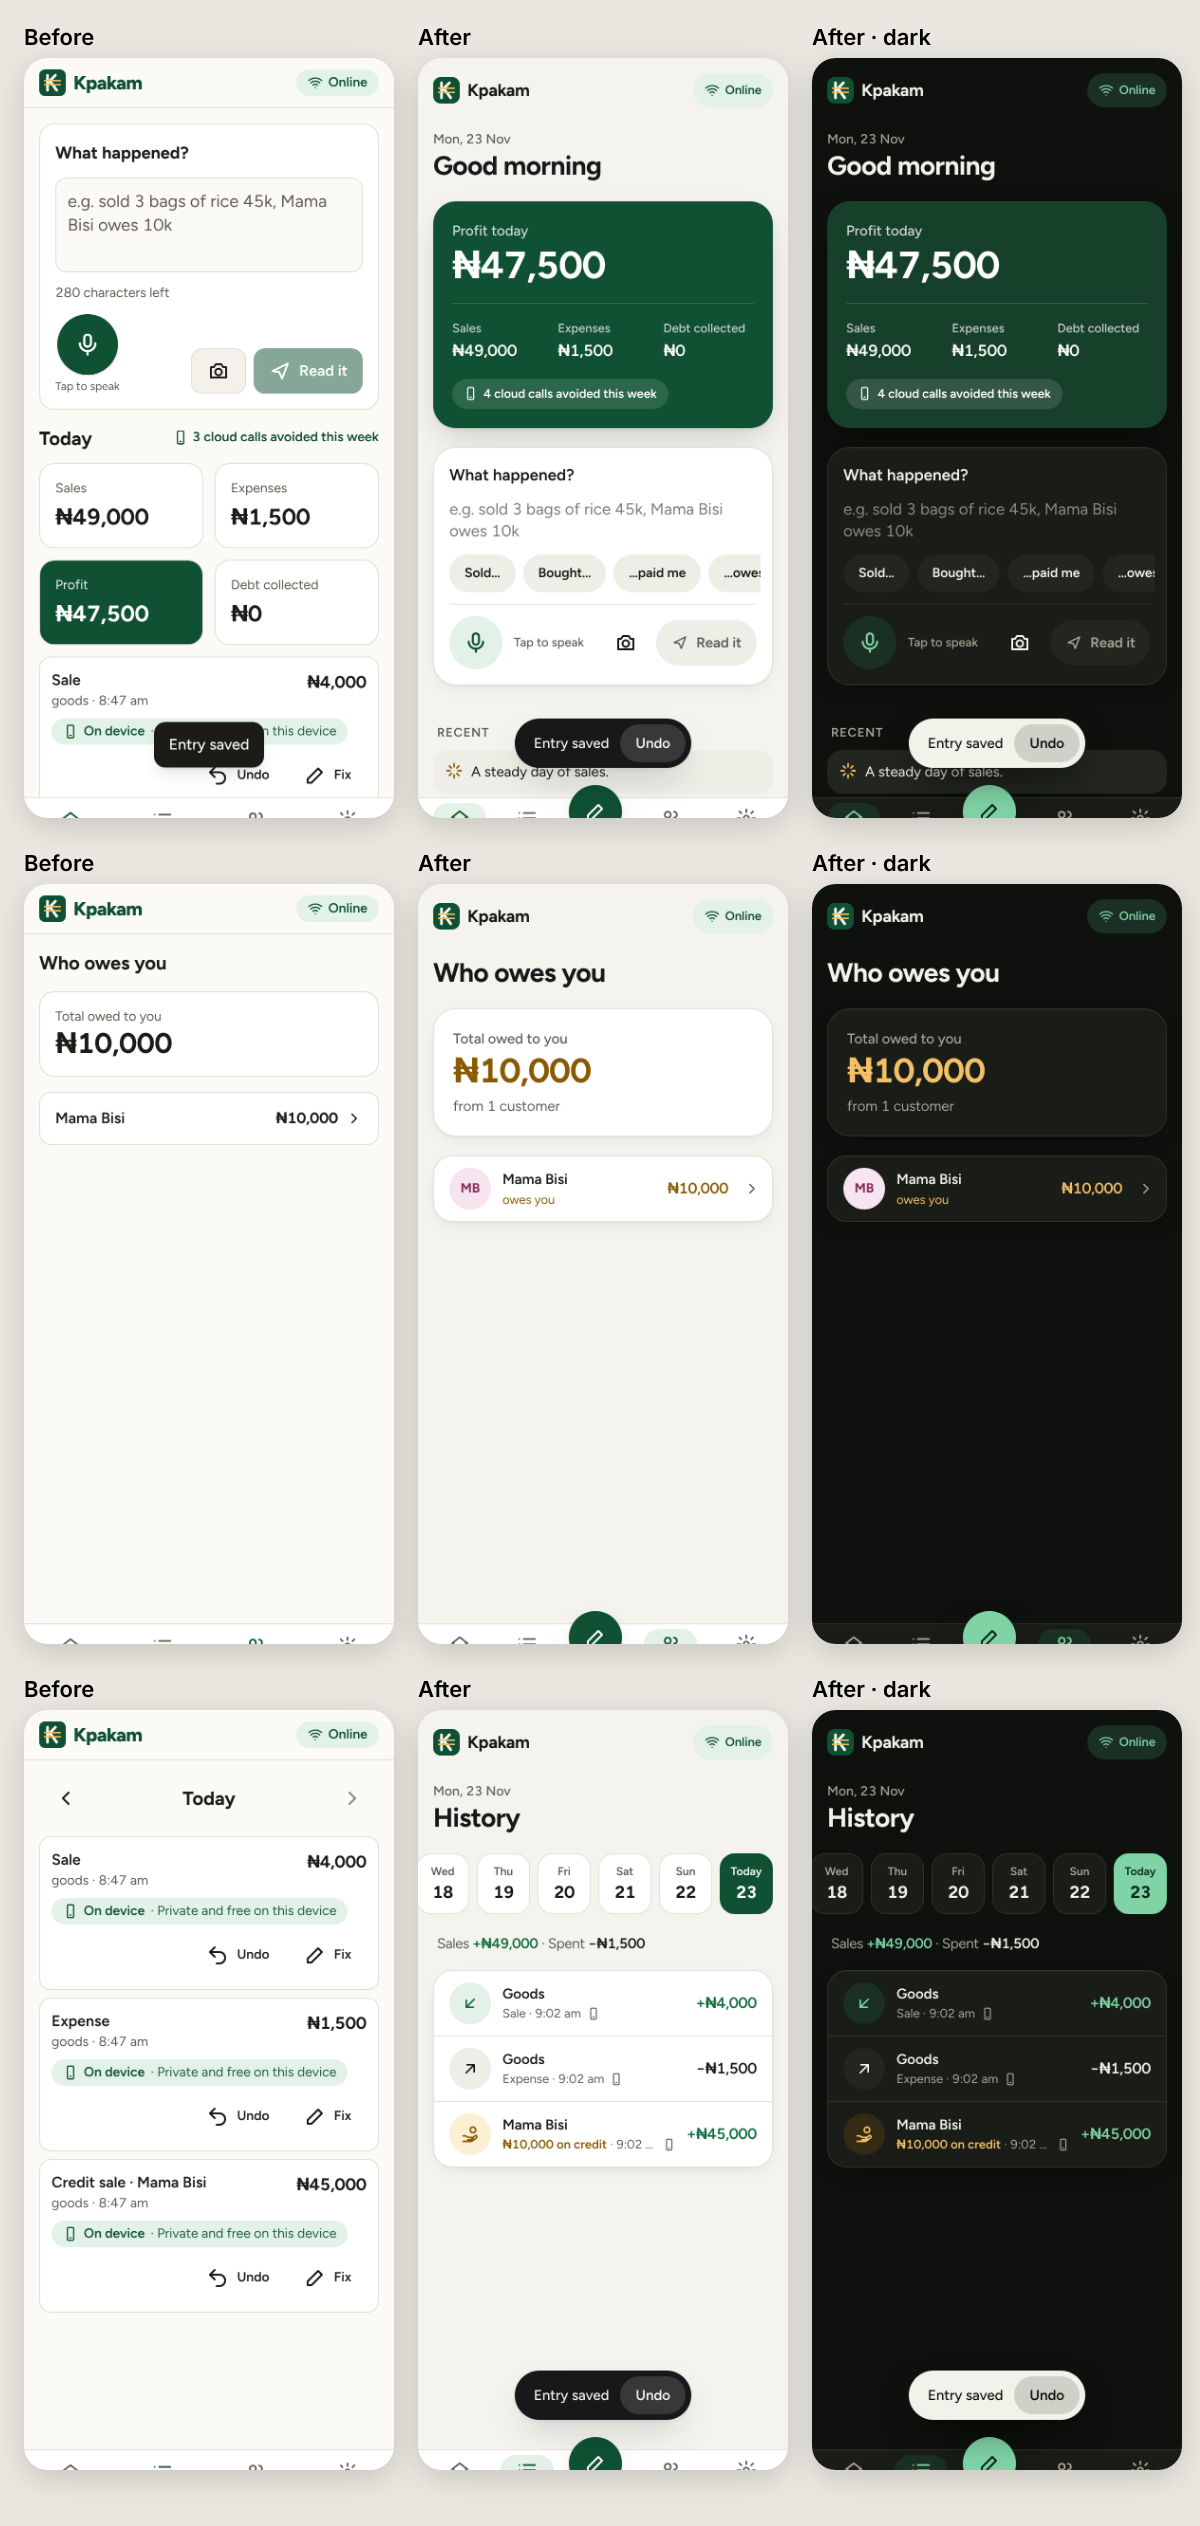 Before
Kpakam
Online
What happened?
e.g. sold 3 bags of rice 45k, Mama
Bisi owes 10k
280 characters left
Tap to speak
Read it
Today
3 cloud calls avoided this week
Sales
₦49,000
Expenses
₦1,500
Profit
₦47,500
Debt collected
₦0
Sale
₦4,000
goods · 8:47 am
On device ·
n this device
Entry saved
Undo
Fix
After
Kpakam
Online
Mon, 23 Nov
Good morning
Profit today
₦47,500
Sales
Expenses
Debt collected
₦49,000
₦1,500
₦0
4 cloud calls avoided this week
What happened?
e.g. sold 3 bags of rice 45k, Mama Bisi
owes 10k
Sold...
Bought...
...paid me
...owes
Tap to speak
Read it
RECENT
Entry saved
Undo
A steady day of sales.
After · dark
Kpakam
Online
Mon, 23 Nov
Good morning
Profit today
₦47,500
Sales
Expenses
Debt collected
₦49,000
₦1,500
₦0
4 cloud calls avoided this week
What happened?
e.g. sold 3 bags of rice 45k, Mama Bisi
owes 10k
Sold...
Bought...
...paid me
...owes
Tap to speak
Read it
RECENT
Entry saved
Undo
A steady day of sales.
Before
Kpakam
Online
Who owes you
Total owed to you
₦10,000
Mama Bisi
₦10,000
After
Kpakam
Online
Who owes you
Total owed to you
₦10,000
from 1 customer
MB
Mama Bisi
owes you
₦10,000
After · dark
Kpakam
Online
Who owes you
Total owed to you
₦10,000
from 1 customer
MB
Mama Bisi
owes you
₦10,000
Before
Kpakam
Online
Today
Sale
₦4,000
goods · 8:47 am
On device · Private and free on this device
Undo
Fix
Expense
₦1,500
goods · 8:47 am
On device · Private and free on this device
Undo
Fix
Credit sale · Mama Bisi
₦45,000
goods · 8:47 am
On device · Private and free on this device
Undo
Fix
After
Kpakam
Online
Mon, 23 Nov
History
Wed
Thu
Fri
Sat
Sun
Today
18
19
20
21
22
23
Sales +₦49,000 · Spent -₦1,500
Goods
Sale · 9:02 am
+₦4,000
Goods
Expense · 9:02 am
-₦1,500
Mama Bisi
₦10,000 on credit · 9:02 ...
+₦45,000
Entry saved
Undo
After · dark
Kpakam
Online
Mon, 23 Nov
History
Wed
Thu
Fri
Sat
Sun
Today
18
19
20
21
22
23
Sales +₦49,000 · Spent -₦1,500
Goods
Sale · 9:02 am
+₦4,000
Goods
Expense · 9:02 am
-₦1,500
Mama Bisi
₦10,000 on credit · 9:02 ...
+₦45,000
Entry saved
Undo